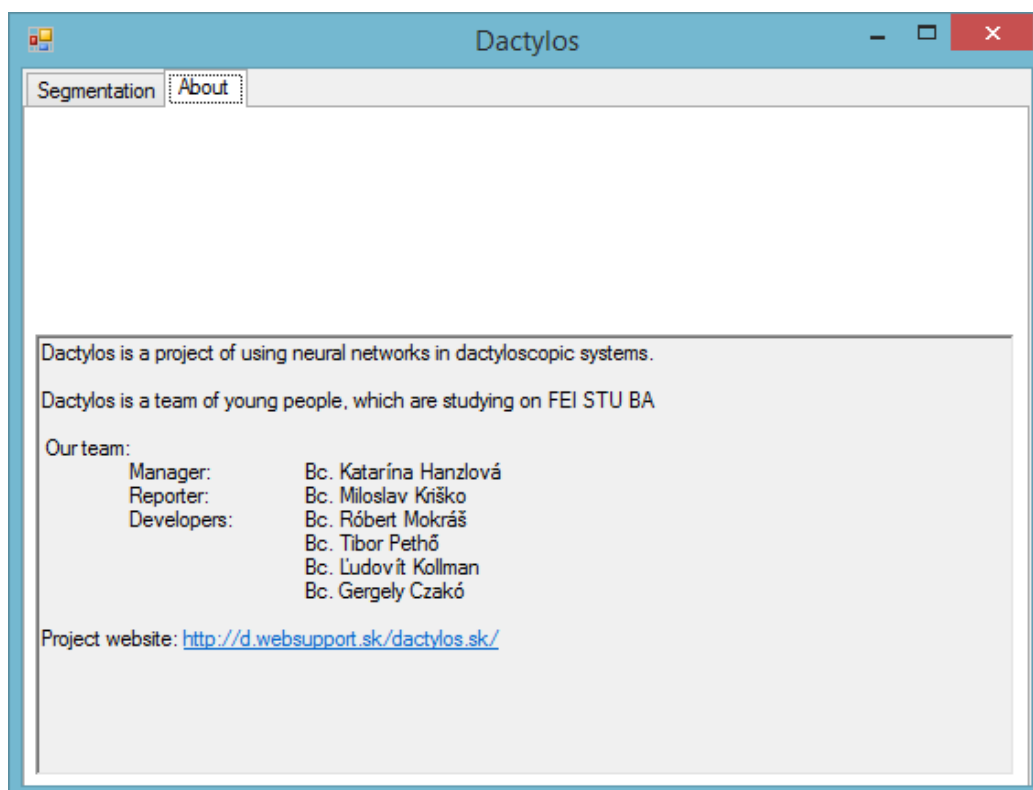 Dactylos
Segmentation About
Dactylos is a project of using neural networks in dactyloscopic systems.
Dactylos is a team of young people, which are studying on FEI STU BA
Our team:
Manager: Bc. Katarína Hanzlová
Reporter: Bc. Miloslav Kriško
Developers: Bc. Róbert Mokráš
Bc. Tibor Pethő
Bc. Ľudovít Kollman
Bc. Gergely Czakó
Project website: http://d.websupport.sk/dactylos.sk/